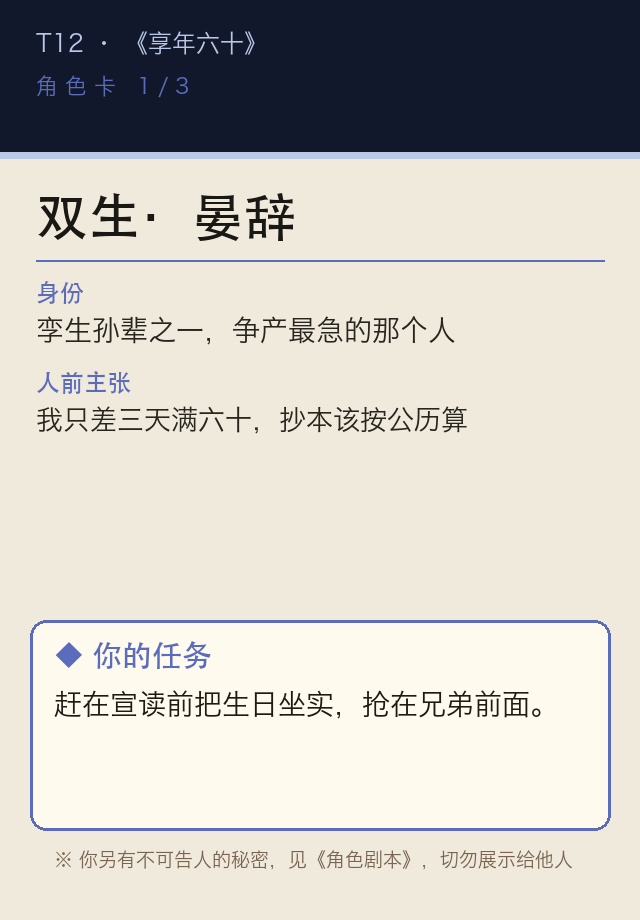 T12 · 《享年六十》
角色卡 1/3
双生· 晏辞
身份
孪生孙辈之一，争产最急的那个人
人前主张
我只差三天满六十，抄本该按公历算
◆ 你的任务
赶在宣读前把生日坐实，抢在兄弟前面。
※ 你另有不可告人的秘密，见《角色剧本》，切勿展示给他人